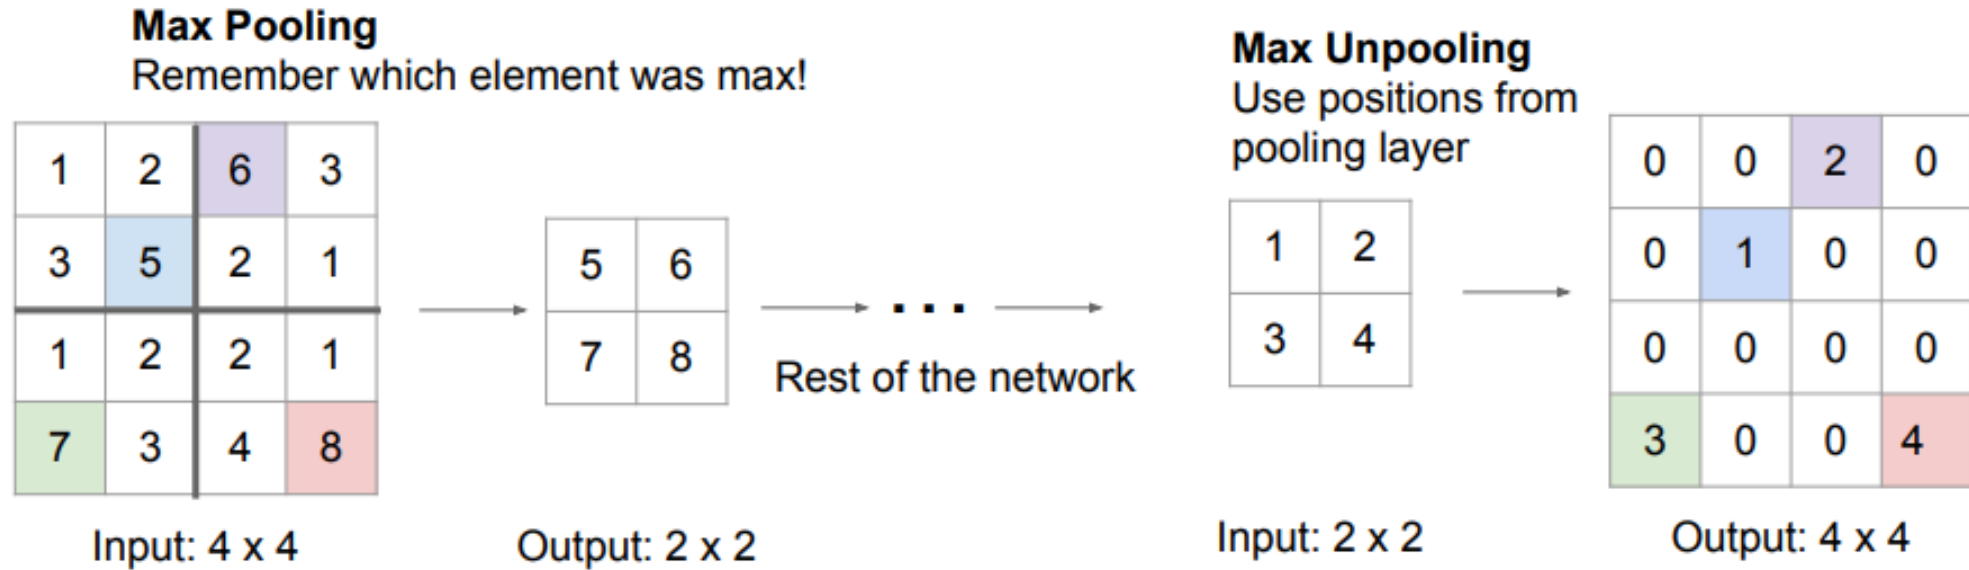 Max Pooling
Remember which element was max!
1 2 6 3
3 5 2 1
1 2 2 1
7 3 4 8
Input: 4 x 4
5 6
7 8
Output: 2 x 2
...
Rest of the network
Max Unpooling
Use positions from
pooling layer
1 2
3 4
Input: 2 x 2
0 0 2 0
0 1 0 0
0 0 0 0
3 0 0 4
Output: 4 x 4